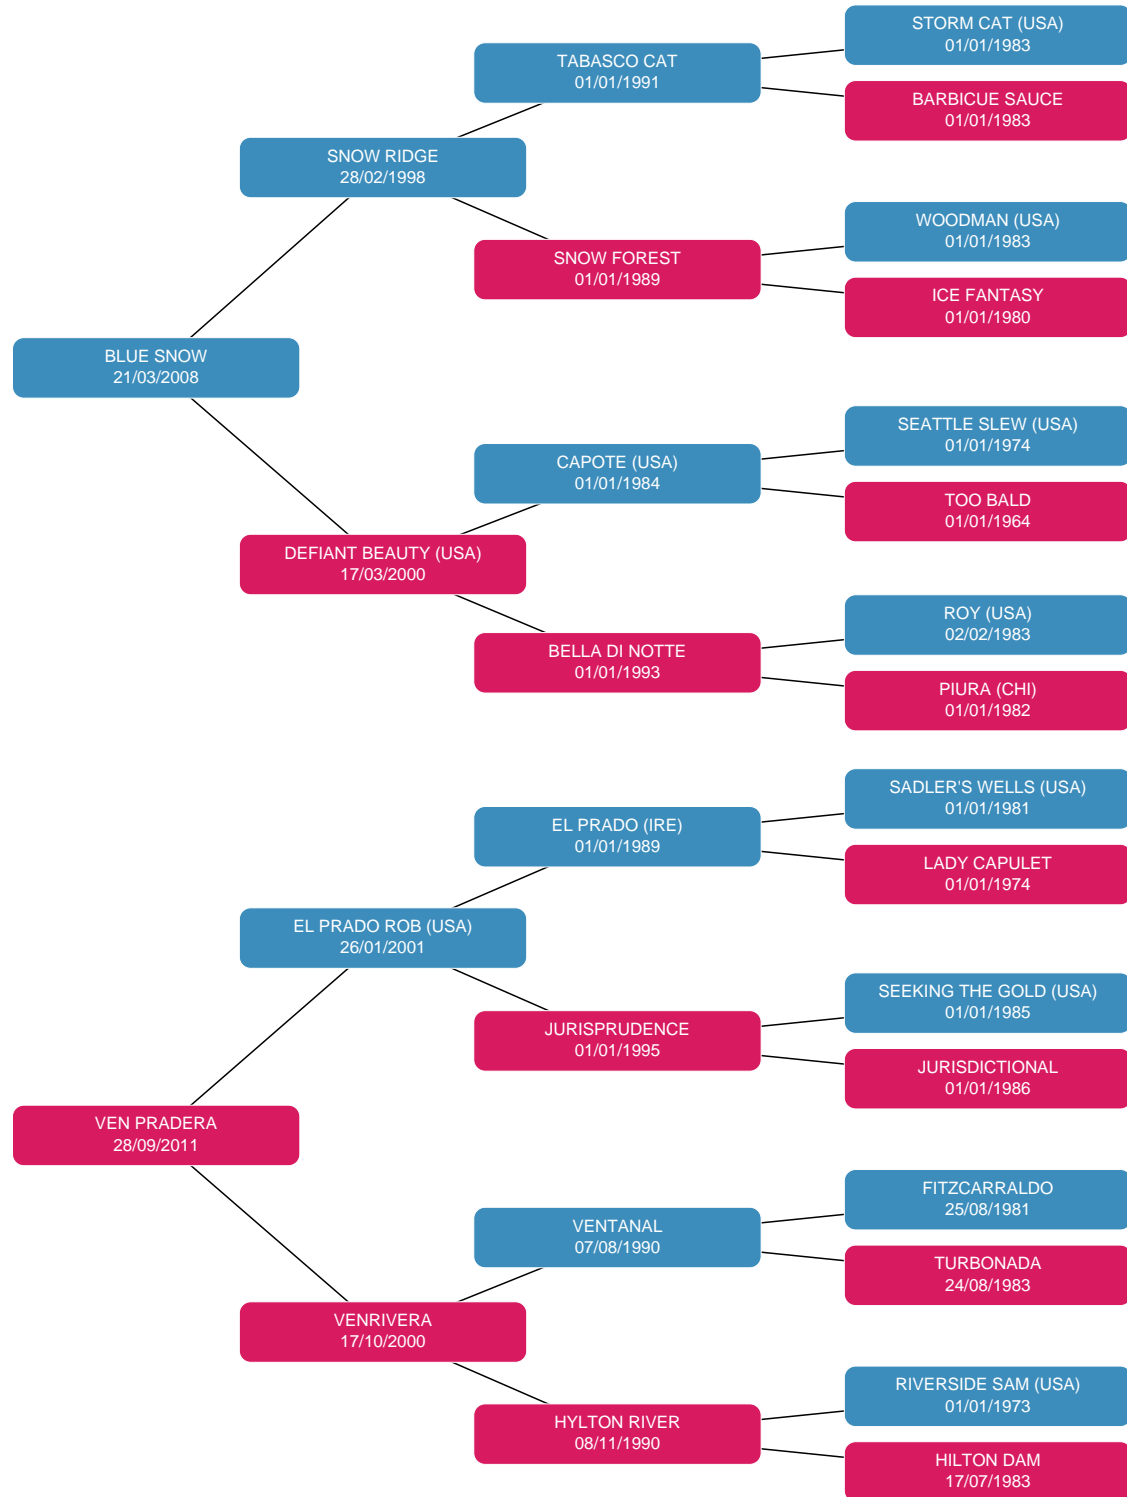 STORM CAT (USA)
01/01/1983
TABASCO CAT
01/01/1991
BARBICUE SAUCE
01/01/1983
SNOW RIDGE
28/02/1998
WOODMAN (USA)
01/01/1983
SNOW FOREST
01/01/1989
ICE FANTASY
01/01/1980
BLUE SNOW
21/03/2008
SEATTLE SLEW (USA)
01/01/1974
CAPOTE (USA)
01/01/1984
TOO BALD
01/01/1964
DEFIANT BEAUTY (USA)
17/03/2000
ROY (USA)
02/02/1983
BELLA DI NOTTE
01/01/1993
PIURA (CHI)
01/01/1982
SADLER'S WELLS (USA)
01/01/1981
EL PRADO (IRE)
01/01/1989
LADY CAPULET
01/01/1974
EL PRADO ROB (USA)
26/01/2001
SEEKING THE GOLD (USA)
01/01/1985
JURISPRUDENCE
01/01/1995
JURISDICTIONAL
01/01/1986
VEN PRADERA
28/09/2011
FITZCARRALDO
25/08/1981
VENTANAL
07/08/1990
TURBONADA
24/08/1983
VENRIVERA
17/10/2000
RIVERSIDE SAM (USA)
01/01/1973
HYLTON RIVER
08/11/1990
HILTON DAM
17/07/1983